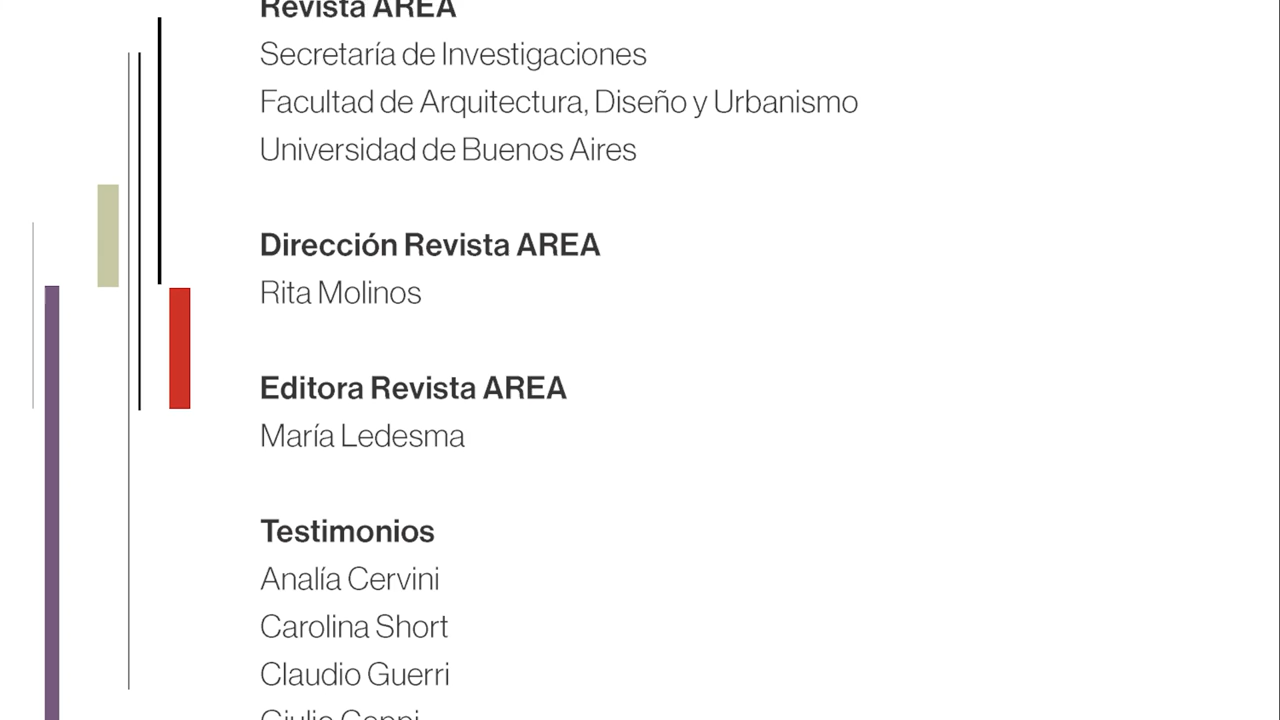 Revista AREA
Secretaría de Investigaciones
Facultad de Arquitectura, Diseño y Urbanismo
Universidad de Buenos Aires
Dirección Revista AREA
Rita Molinos
Editora Revista AREA
María Ledesma
Testimonios
Analía Cervini
Carolina Short
Claudio Guerri